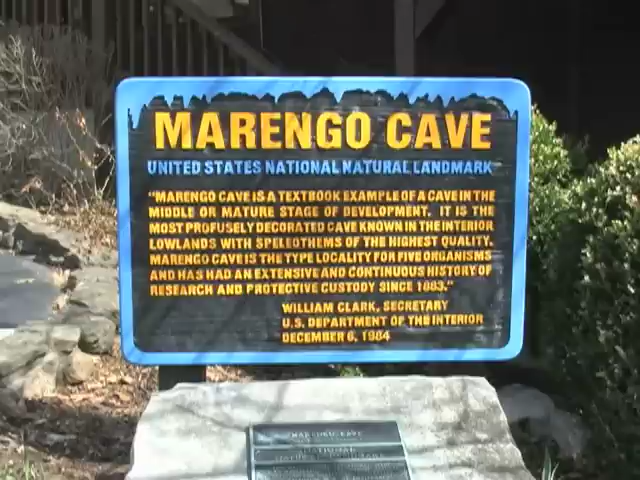 MARENGO CAVE
UNITED STATES NATIONAL NATURAL LANDMARK
"MARENGO CAVE IS A TEXTBOOK EXAMPLE OF A CAVE IN THE
MIDDLE OR MATURE STAGE OF DEVELOPMENT. IT IS THE
MOST PROFUSELY DECORATED CAVE KNOWN IN THE INTERIOR
LOWLANDS WITH SPELEOTHEMS OF THE HIGHEST QUALITY.
MARENGO CAVE IS THE TYPE LOCALITY FOR FIVE ORGANISMS
AND HAS HAD AN EXTENSIVE AND CONTINUOUS HISTORY OF
RESEARCH AND PROTECTIVE CUSTODY SINCE 1883."
WILLIAM CLARK, SECRETARY
U.S. DEPARTMENT OF THE INTERIOR
DECEMBER 6, 1984
MARENGO CAVE
NATIONAL